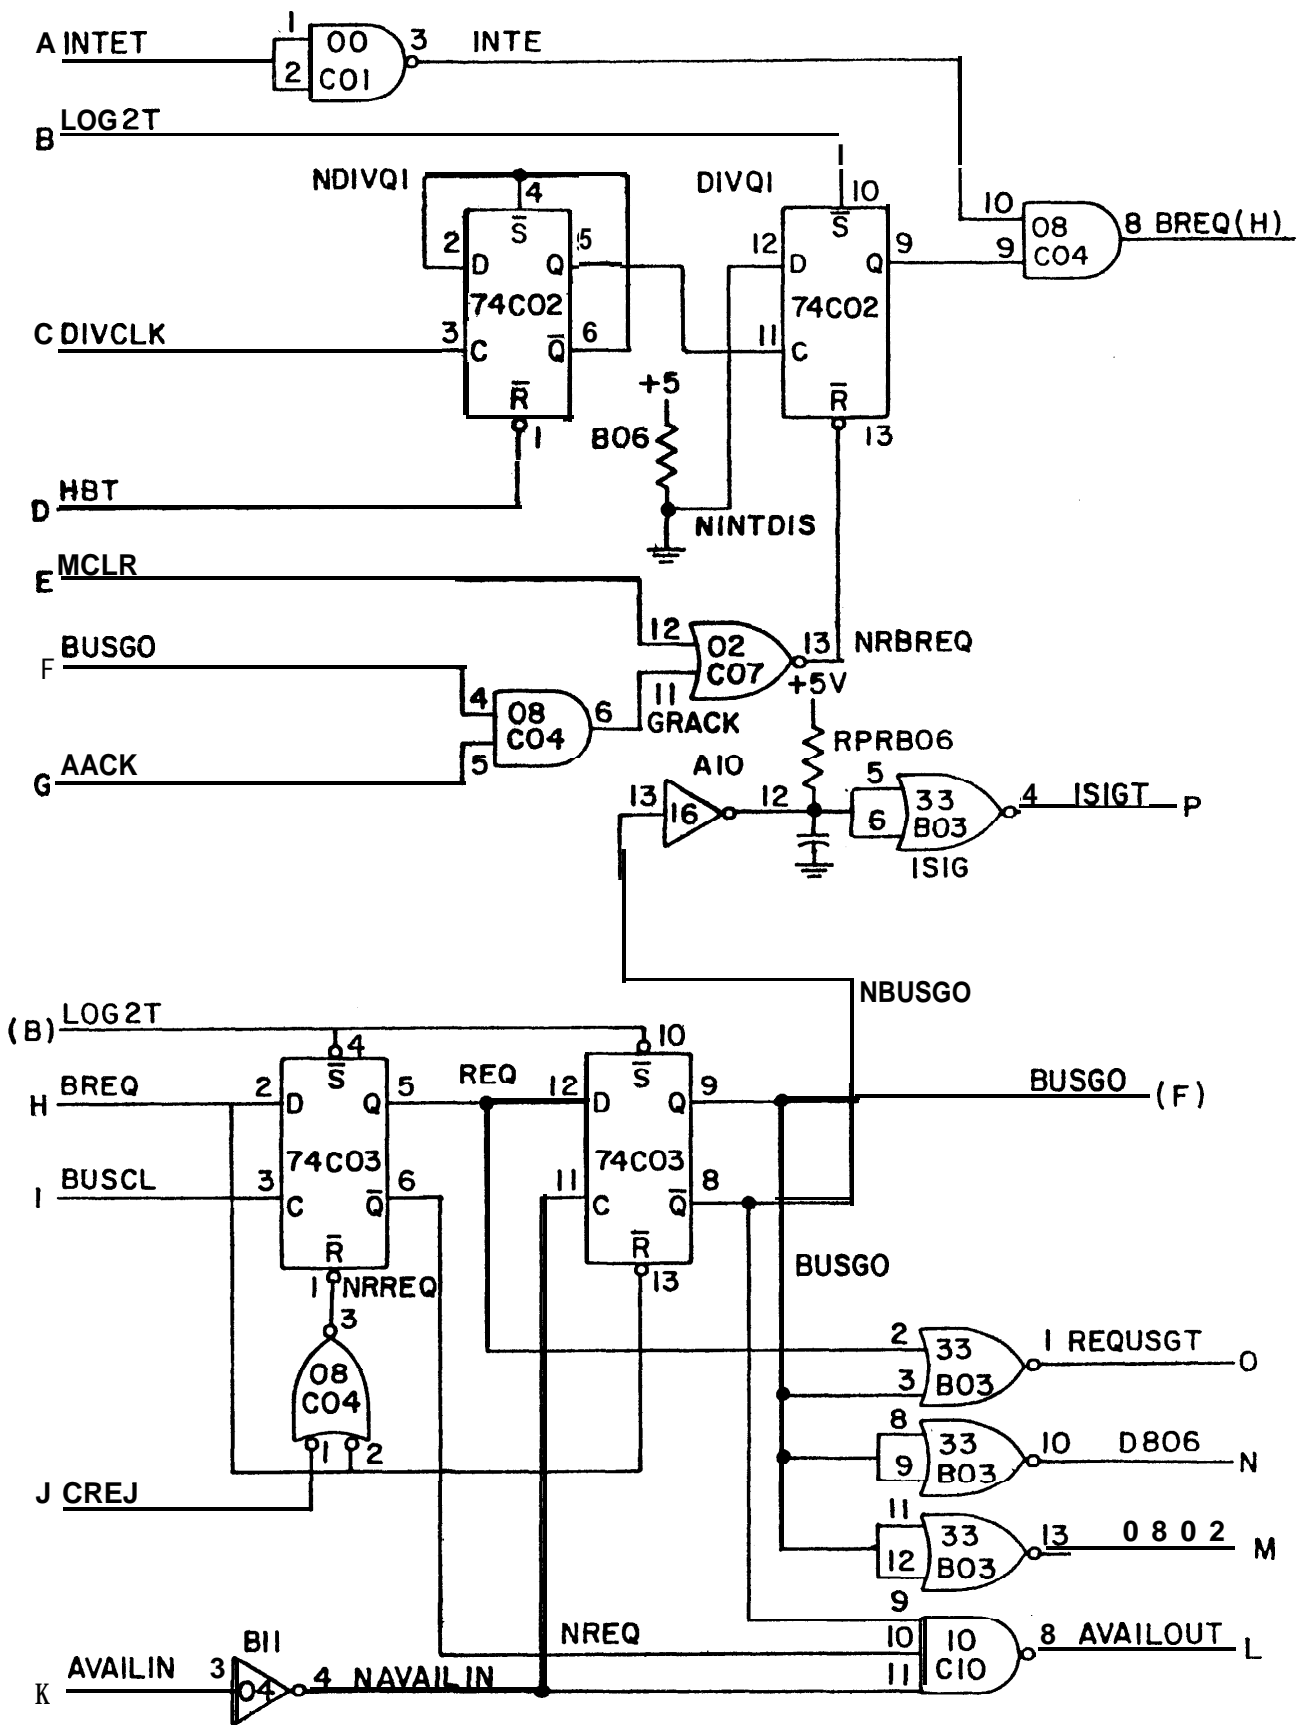 A INTET
1
2
00
C01
3
INTE
B LOG2T
NDIVQ1
4
S̅
2
D
Q
5
74C02
C DIVCLK
3
C
Q̅
6
R̅
1
DIVQ1
10
S̅
12
D
Q
9
74C02
11
C
R̅
13
10
9
08
C04
8 BREQ(H)
+5
B06
NINTDIS
D HBT
E MCLR
F BUSGO
G AACK
4
5
08
C04
6
GRACK
12
11
02
C07
13
NRBREQ
+5V
RPRB06
A10
13
16
12
5
6
33
B03
4
ISIGT
P
ISIG
NBUSGO
(B) LOG2T
4
S̅
H BREQ
2
D
Q
5
REQ
74C03
I BUSCL
3
C
Q̅
6
R̅
1
NRREQ
3
08
C04
1
2
J CREJ
10
S̅
12
D
Q
9
74C03
11
C
Q̅
8
R̅
13
BUSGO
(F)
BUSGO
2
3
33
B03
1 REQUSGT
O
8
9
33
B03
10
D806
N
11
12
33
B03
13
0802
M
9
10
11
10
C10
8
AVAILOUT
L
NREQ
B11
K AVAILIN
3
04
4
NAVAILIN